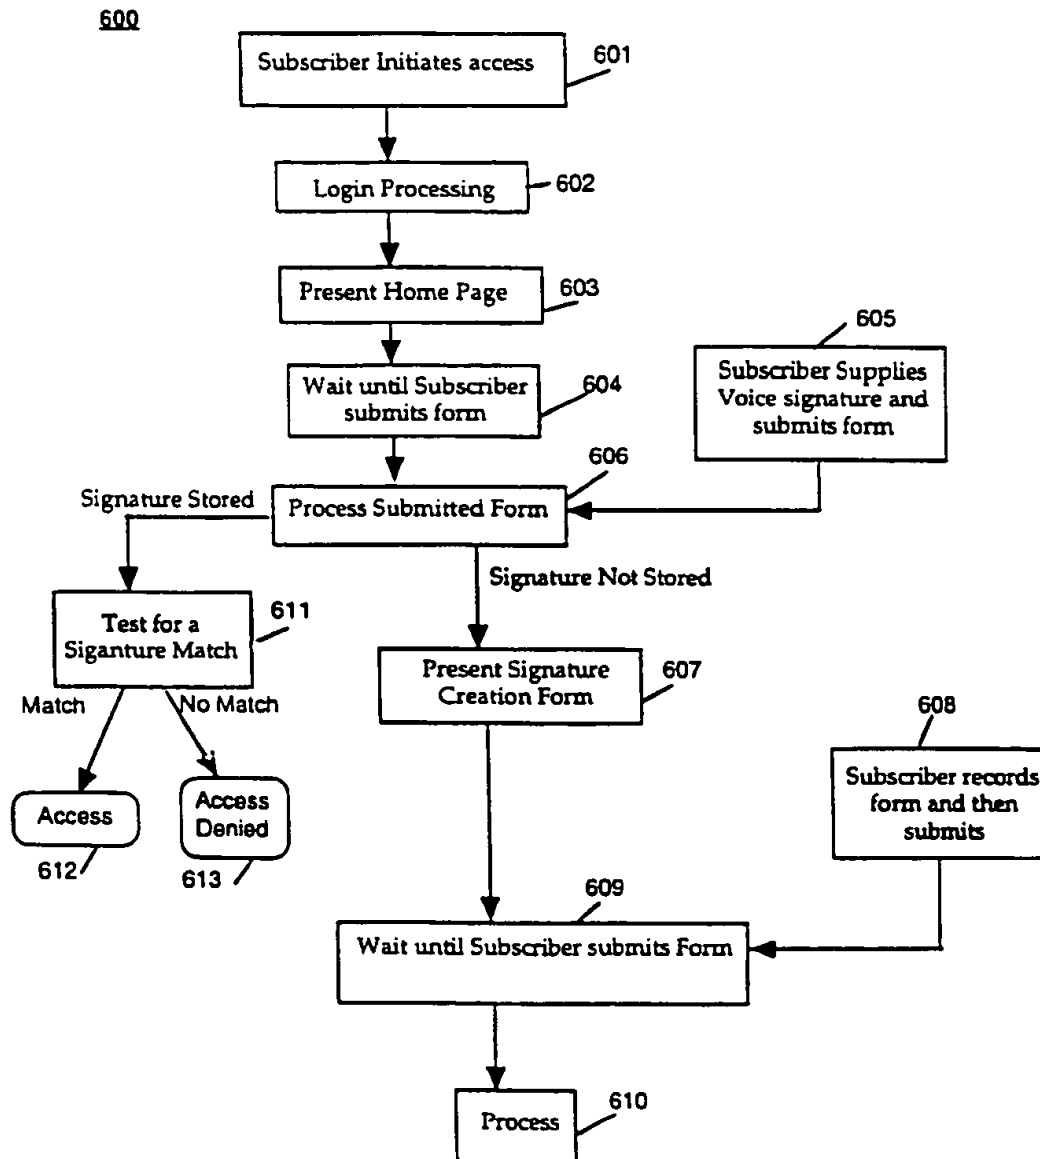 600
Subscriber Initiates access
601
Login Processing
602
Present Home Page
603
Wait until Subscriber
submits form
604
605
Subscriber Supplies
Voice signature and
submits form
606
Process Submitted Form
Signature Stored
Signature Not Stored
Test for a
Siganture Match
611
Match
No Match
Access
612
Access
Denied
613
Present Signature
Creation Form
607
608
Subscriber records
form and then
submits
609
Wait until Subscriber submits Form
Process
610